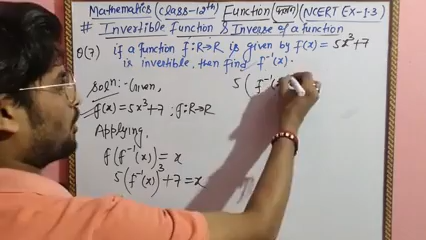 Mathematics (class-12th) Function (फलन) (NCERT EX-1.3)
# Invertible Function & Inverse of a function
Q(7) if a function f:R→R is given by f(x) = 5x³+7
is invertible, then find f⁻¹(x).
Solⁿ:- Given,
f(x) = 5x³+7 ; f:R→R
Applying,
f(f⁻¹(x)) = x
5(f⁻¹(x))³ + 7 = x
5(f⁻¹(x)